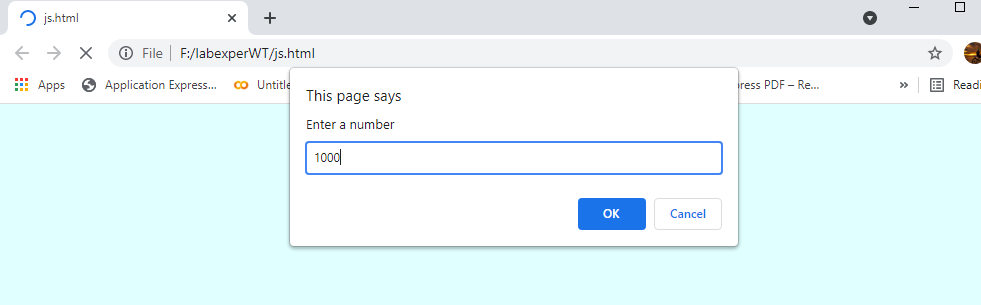 js.html
File
F:/labexperWT/js.html
Apps
Application Express...
Untitle
ress PDF – Re...
»
Readi
This page says
Enter a number
1000
OK
Cancel